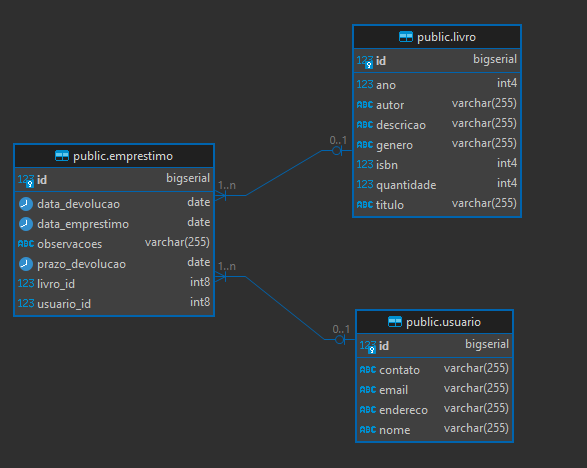 public.livro
123 id bigserial
123 ano int4
ABC autor varchar(255)
ABC descricao varchar(255)
ABC genero varchar(255)
123 isbn int4
123 quantidade int4
ABC titulo varchar(255)
0..1
public.emprestimo
123 id bigserial
data_devolucao date
data_emprestimo date
ABC observacoes varchar(255)
prazo_devolucao date
123 livro_id int8
123 usuario_id int8
1..n
1..n
0..1
public.usuario
123 id bigserial
ABC contato varchar(255)
ABC email varchar(255)
ABC endereco varchar(255)
ABC nome varchar(255)